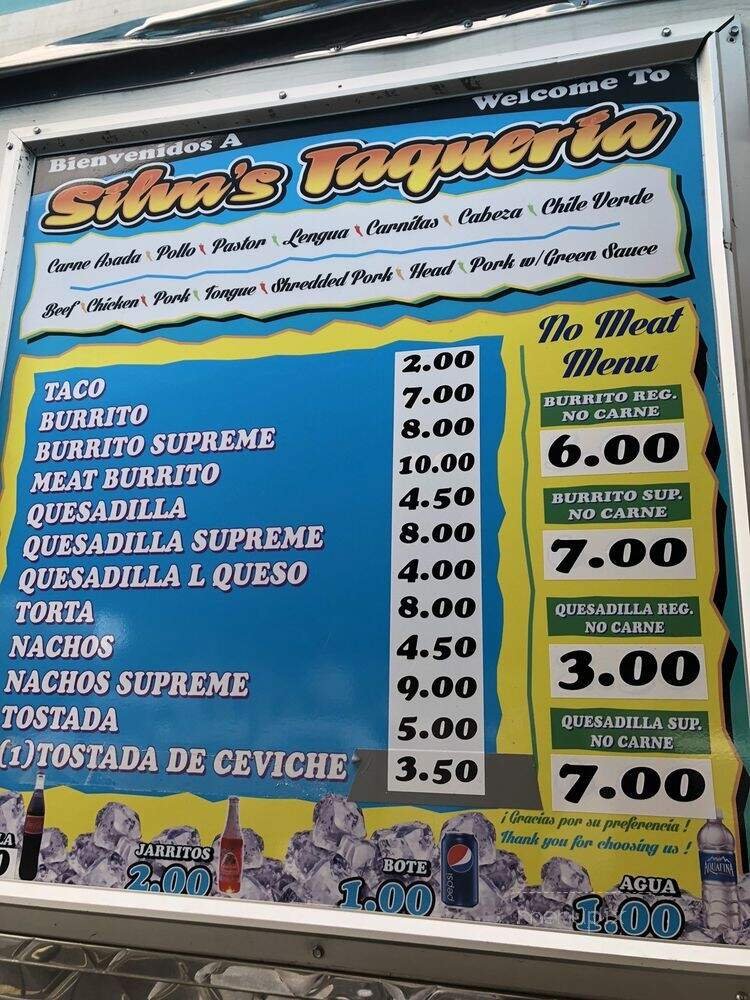 Bienvenidos A
Welcome To
Silva's Taqueria
Carne Asada Pollo Pastor Lengua Carnitas Cabeza Chile Verde
Beef Chicken Pork Tongue Shredded Pork Head Pork w/Green Sauce
TACO 2.00
BURRITO 7.00
BURRITO SUPREME 8.00
MEAT BURRITO 10.00
QUESADILLA 4.50
QUESADILLA SUPREME 8.00
QUESADILLA L QUESO 4.00
TORTA 8.00
NACHOS 4.50
NACHOS SUPREME 9.00
TOSTADA 5.00
(1)TOSTADA DE CEVICHE 3.50
No Meat
Menu
BURRITO REG.
NO CARNE
6.00
BURRITO SUP.
NO CARNE
7.00
QUESADILLA REG.
NO CARNE
3.00
QUESADILLA SUP.
NO CARNE
7.00
¡Gracias por su preferencia!
Thank you for choosing us!
JARRITOS
2.00
BOTE
1.00
pepsi
AGUA
1.00
AQUAFINA